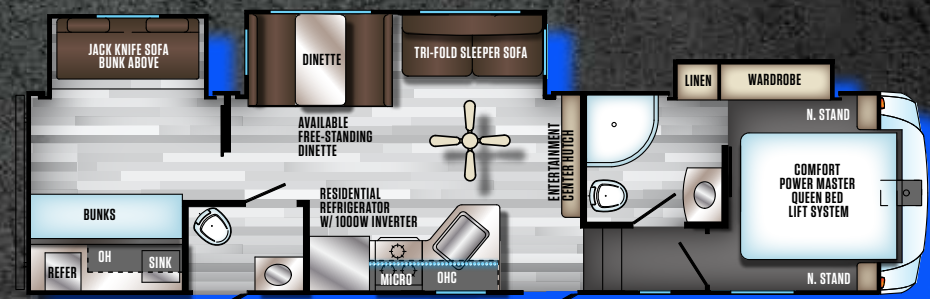 JACK KNIFE SOFA
BUNK ABOVE
DINETTE
TRI-FOLD SLEEPER SOFA
AVAILABLE
FREE-STANDING
DINETTE
ENTERTAINMENT
CENTER HUTCH
LINEN
WARDROBE
N. STAND
COMFORT
POWER MASTER
QUEEN BED
LIFT SYSTEM
N. STAND
BUNKS
OH
REFER
SINK
RESIDENTIAL
REFRIGERATOR
W/ 1000W INVERTER
MICRO
OHC